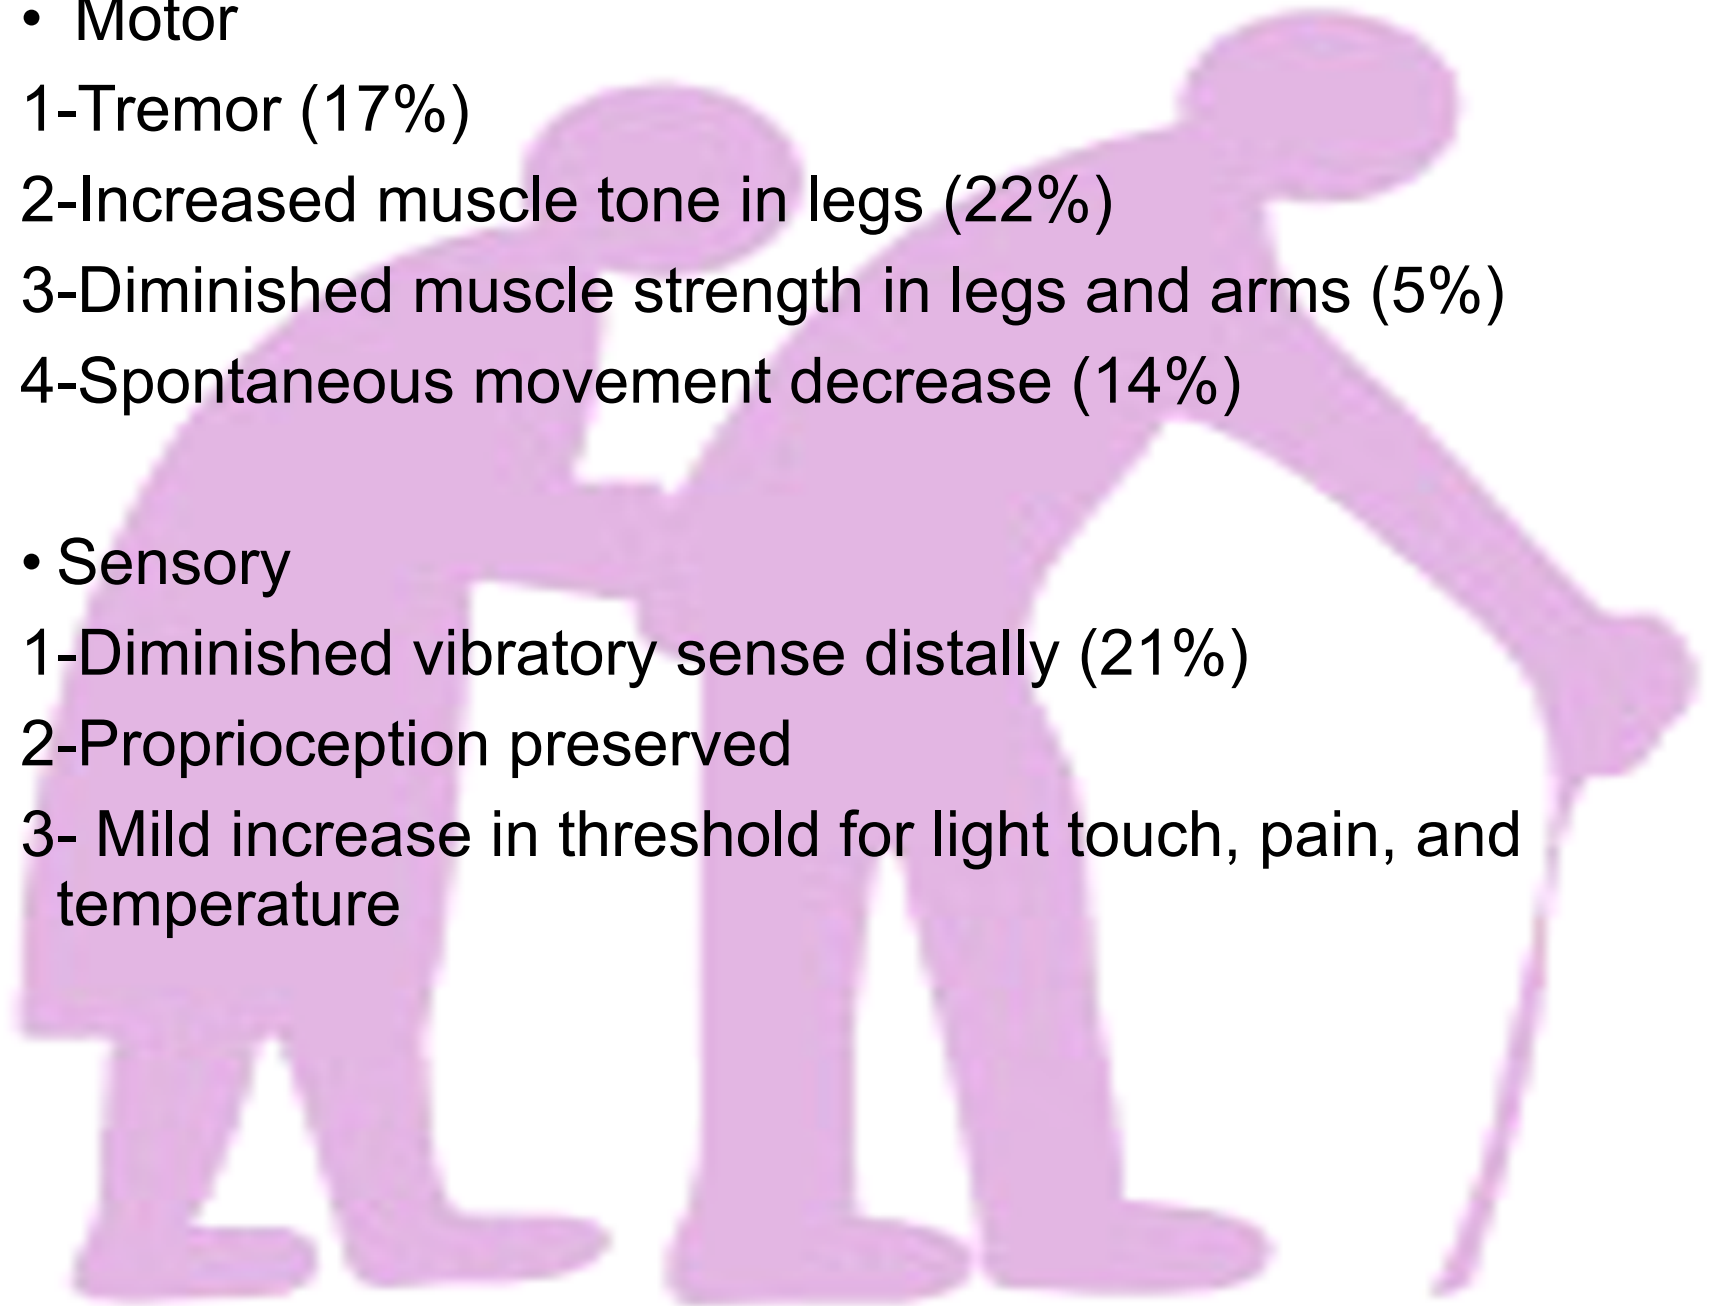 • Motor
1-Tremor (17%)
2-Increased muscle tone in legs (22%)
3-Diminished muscle strength in legs and arms (5%)
4-Spontaneous movement decrease (14%)
• Sensory
1-Diminished vibratory sense distally (21%)
2-Proprioception preserved
3- Mild increase in threshold for light touch, pain, and
temperature